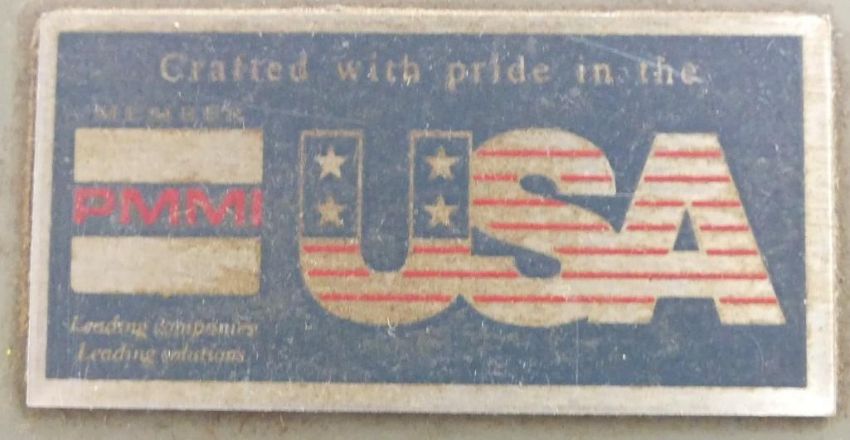 Crafted with pride in the
MEMBER
PMMI
USA
Leading companies
Leading solutions